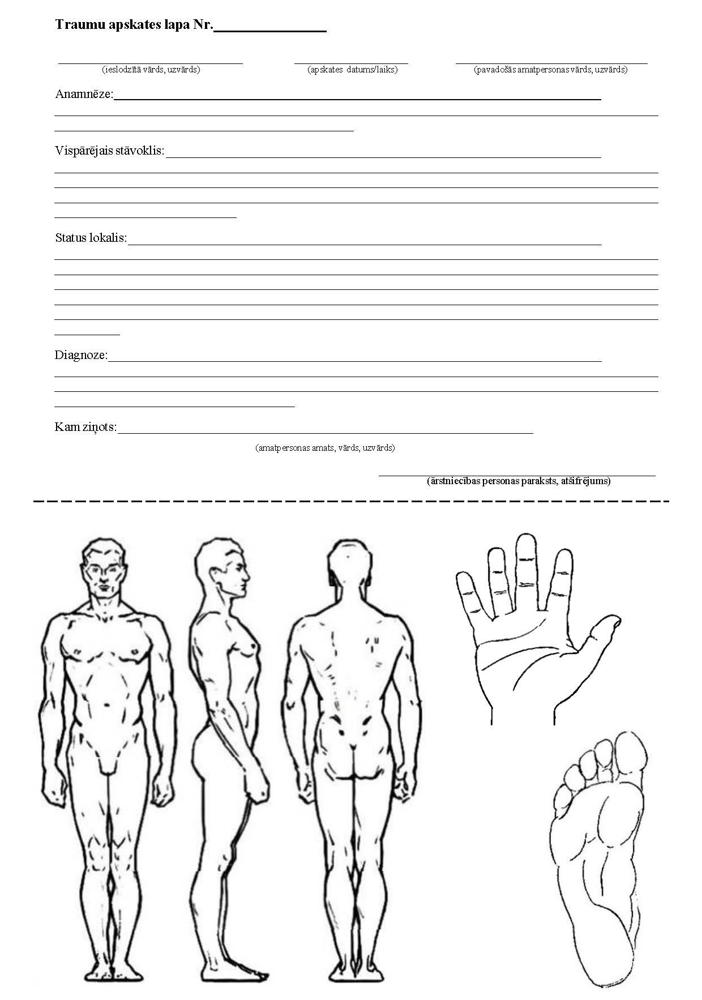 Traumu apskates lapa Nr.
(ieslodzītā vārds, uzvārds) (apskates datums/laiks) (pavadošās amatpersonas vārds, uzvārds)
Anamnēze:
Vispārējais stāvoklis:
Status lokalis:
Diagnoze:
Kam ziņots:
(amatpersonas amats, vārds, uzvārds)
(ārstniecības personas paraksts, atšifrējums)